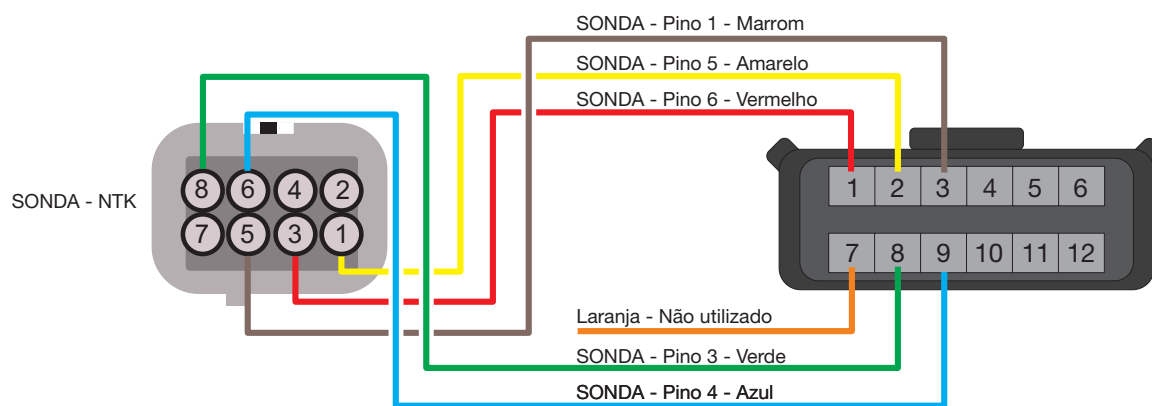 SONDA - Pino 1 - Marrom
SONDA - Pino 5 - Amarelo
SONDA - Pino 6 - Vermelho
SONDA - NTK
8 6 4 2
7 5 3 1
1 2 3 4 5 6
7 8 9 10 11 12
Laranja - Não utilizado
SONDA - Pino 3 - Verde
SONDA - Pino 4 - Azul